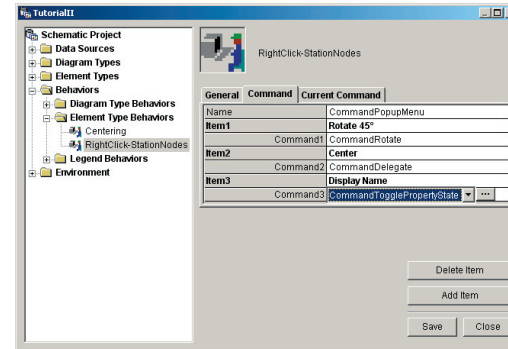 TutorialII
Schematic Project
Data Sources
Diagram Types
Element Types
Behaviors
Diagram Type Behaviors
Element Type Behaviors
Centering
RightClick-StationNodes
Legend Behaviors
Environment
RightClick-StationNodes
General Command Current Command
Name CommandPopupMenu
Item1 Rotate 45°
Command1 CommandRotate
Item2 Center
Command2 CommandDelegate
Item3 Display Name
Command3 CommandTogglePropertyState ...
Delete Item
Add Item
Save Close